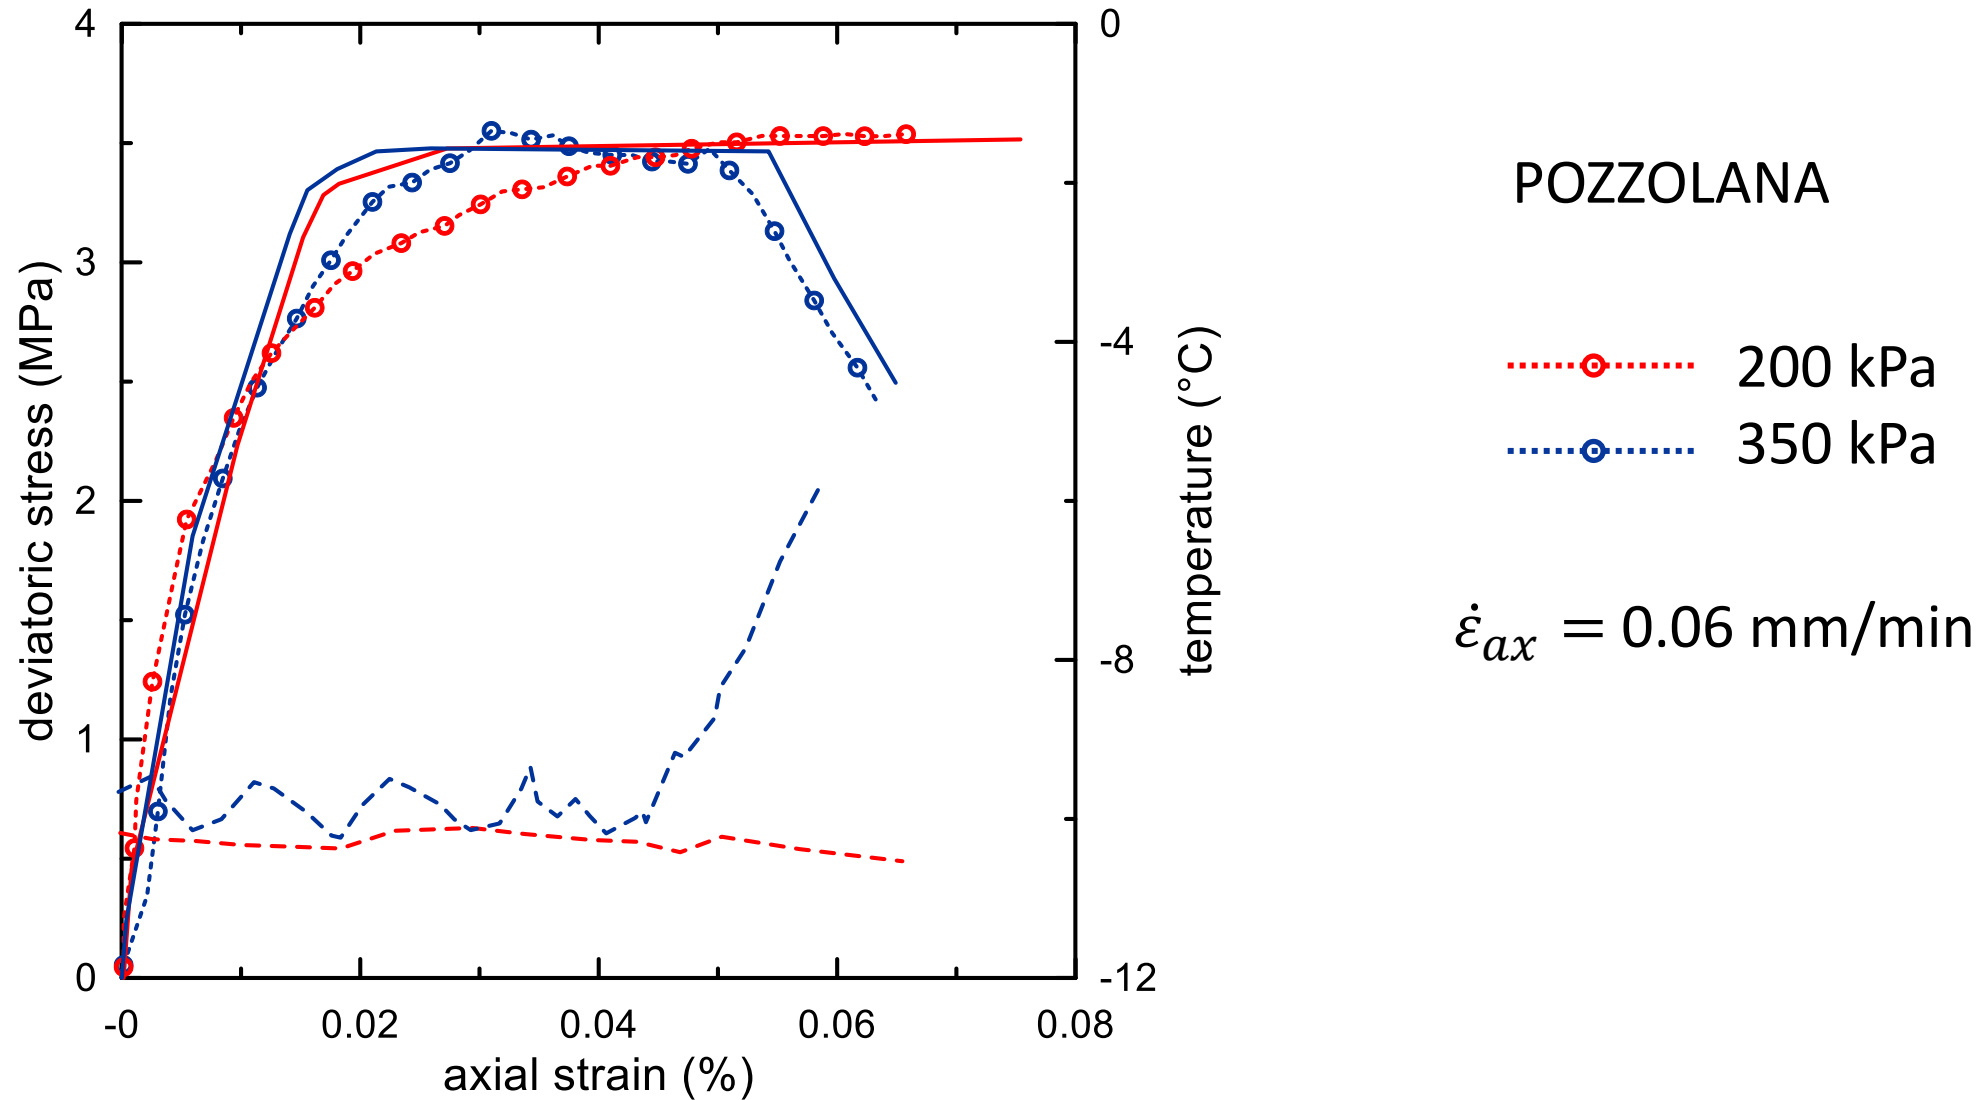 4
3
2
1
0
deviatoric stress (MPa)
-0
0.02
0.04
0.06
0.08
axial strain (%)
0
-4
-8
-12
temperature (°C)
POZZOLANA
200 kPa
350 kPa
ε̇ax = 0.06 mm/min